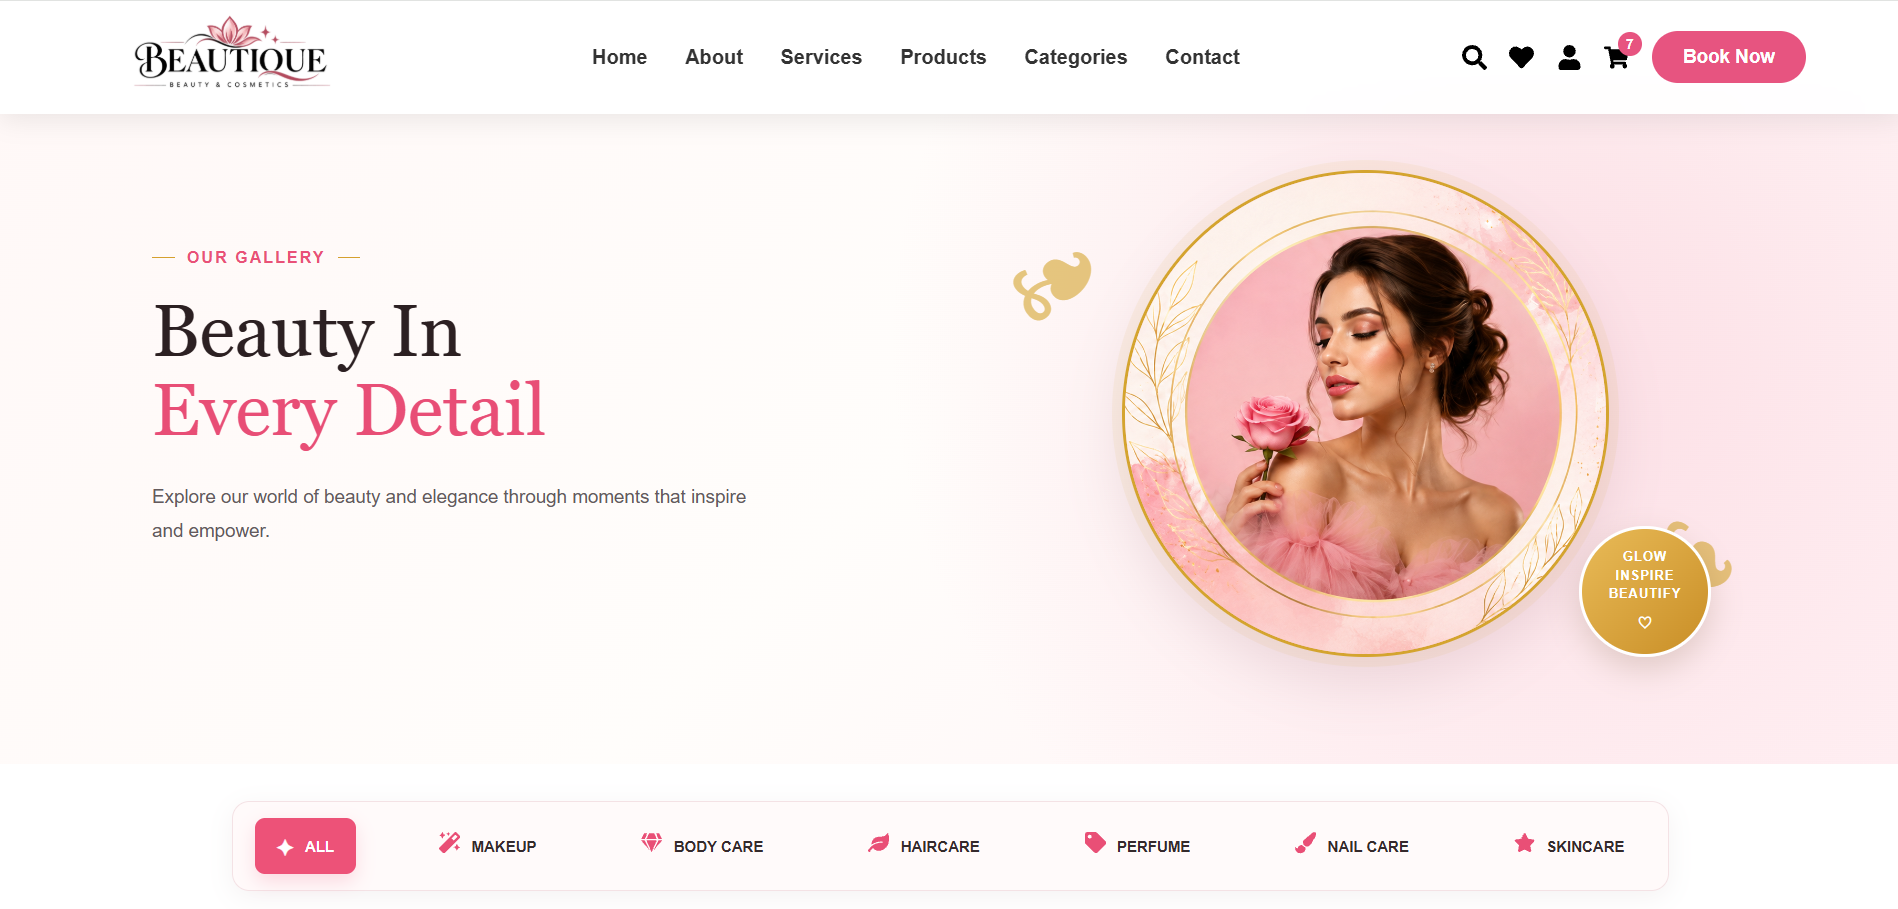 BEAUTIQUE
BEAUTY & COSMETICS
Home
About
Services
Products
Categories
Contact
7
Book Now
OUR GALLERY
Beauty In
Every Detail
Explore our world of beauty and elegance through moments that inspire
and empower.
GLOW
INSPIRE
BEAUTIFY
ALL
MAKEUP
BODY CARE
HAIRCARE
PERFUME
NAIL CARE
SKINCARE